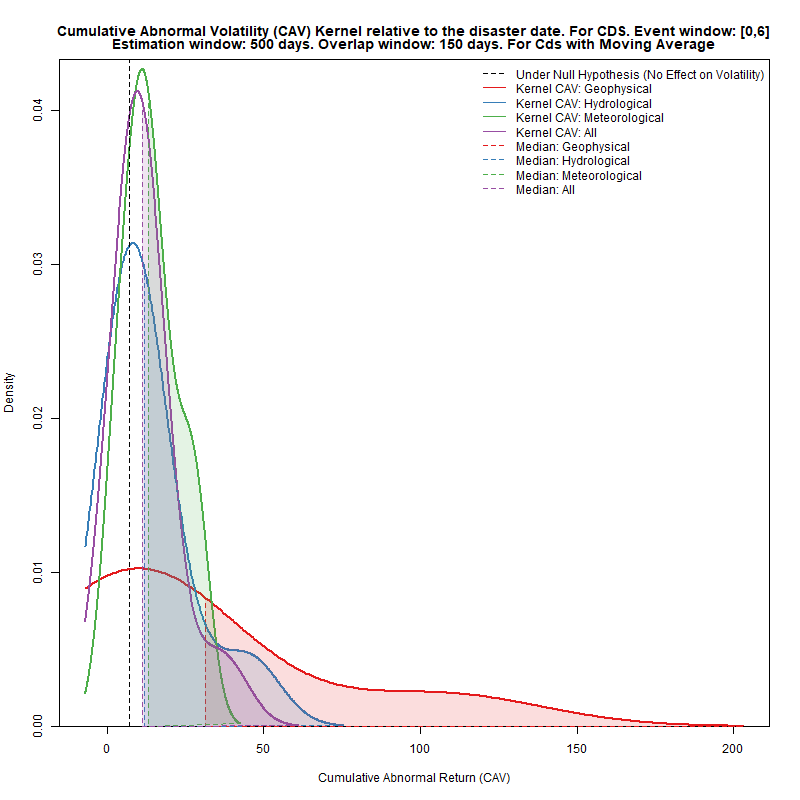 Cumulative Abnormal Volatility (CAV) Kernel relative to the disaster date. For CDS. Event window: [0,6]
Estimation window: 500 days. Overlap window: 150 days. For Cds with Moving Average
Under Null Hypothesis (No Effect on Volatility)
Kernel CAV: Geophysical
Kernel CAV: Hydrological
Kernel CAV: Meteorological
Kernel CAV: All
Median: Geophysical
Median: Hydrological
Median: Meteorological
Median: All
Density
0.04
0.03
0.02
0.01
0.00
0 50 100 150 200
Cumulative Abnormal Return (CAV)